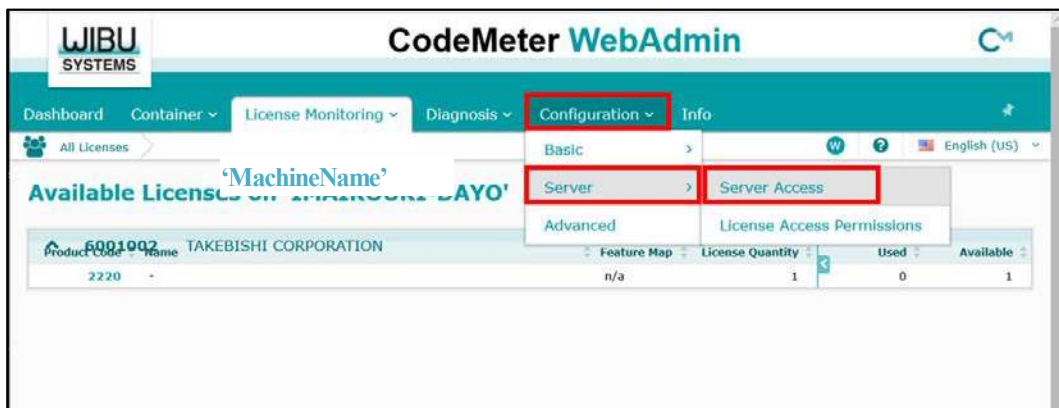 WIBU
SYSTEMS
CodeMeter WebAdmin
Dashboard Container License Monitoring Diagnosis Configuration Info
All Licenses
W ? English (US)
Basic
Server
Advanced
Server Access
License Access Permissions
‘MachineName’
Available Licenses on DAYO'
6001002 TAKEBISHI CORPORATION
Product Code Name Feature Map License Quantity Used Available
2220 - n/a 1 0 1